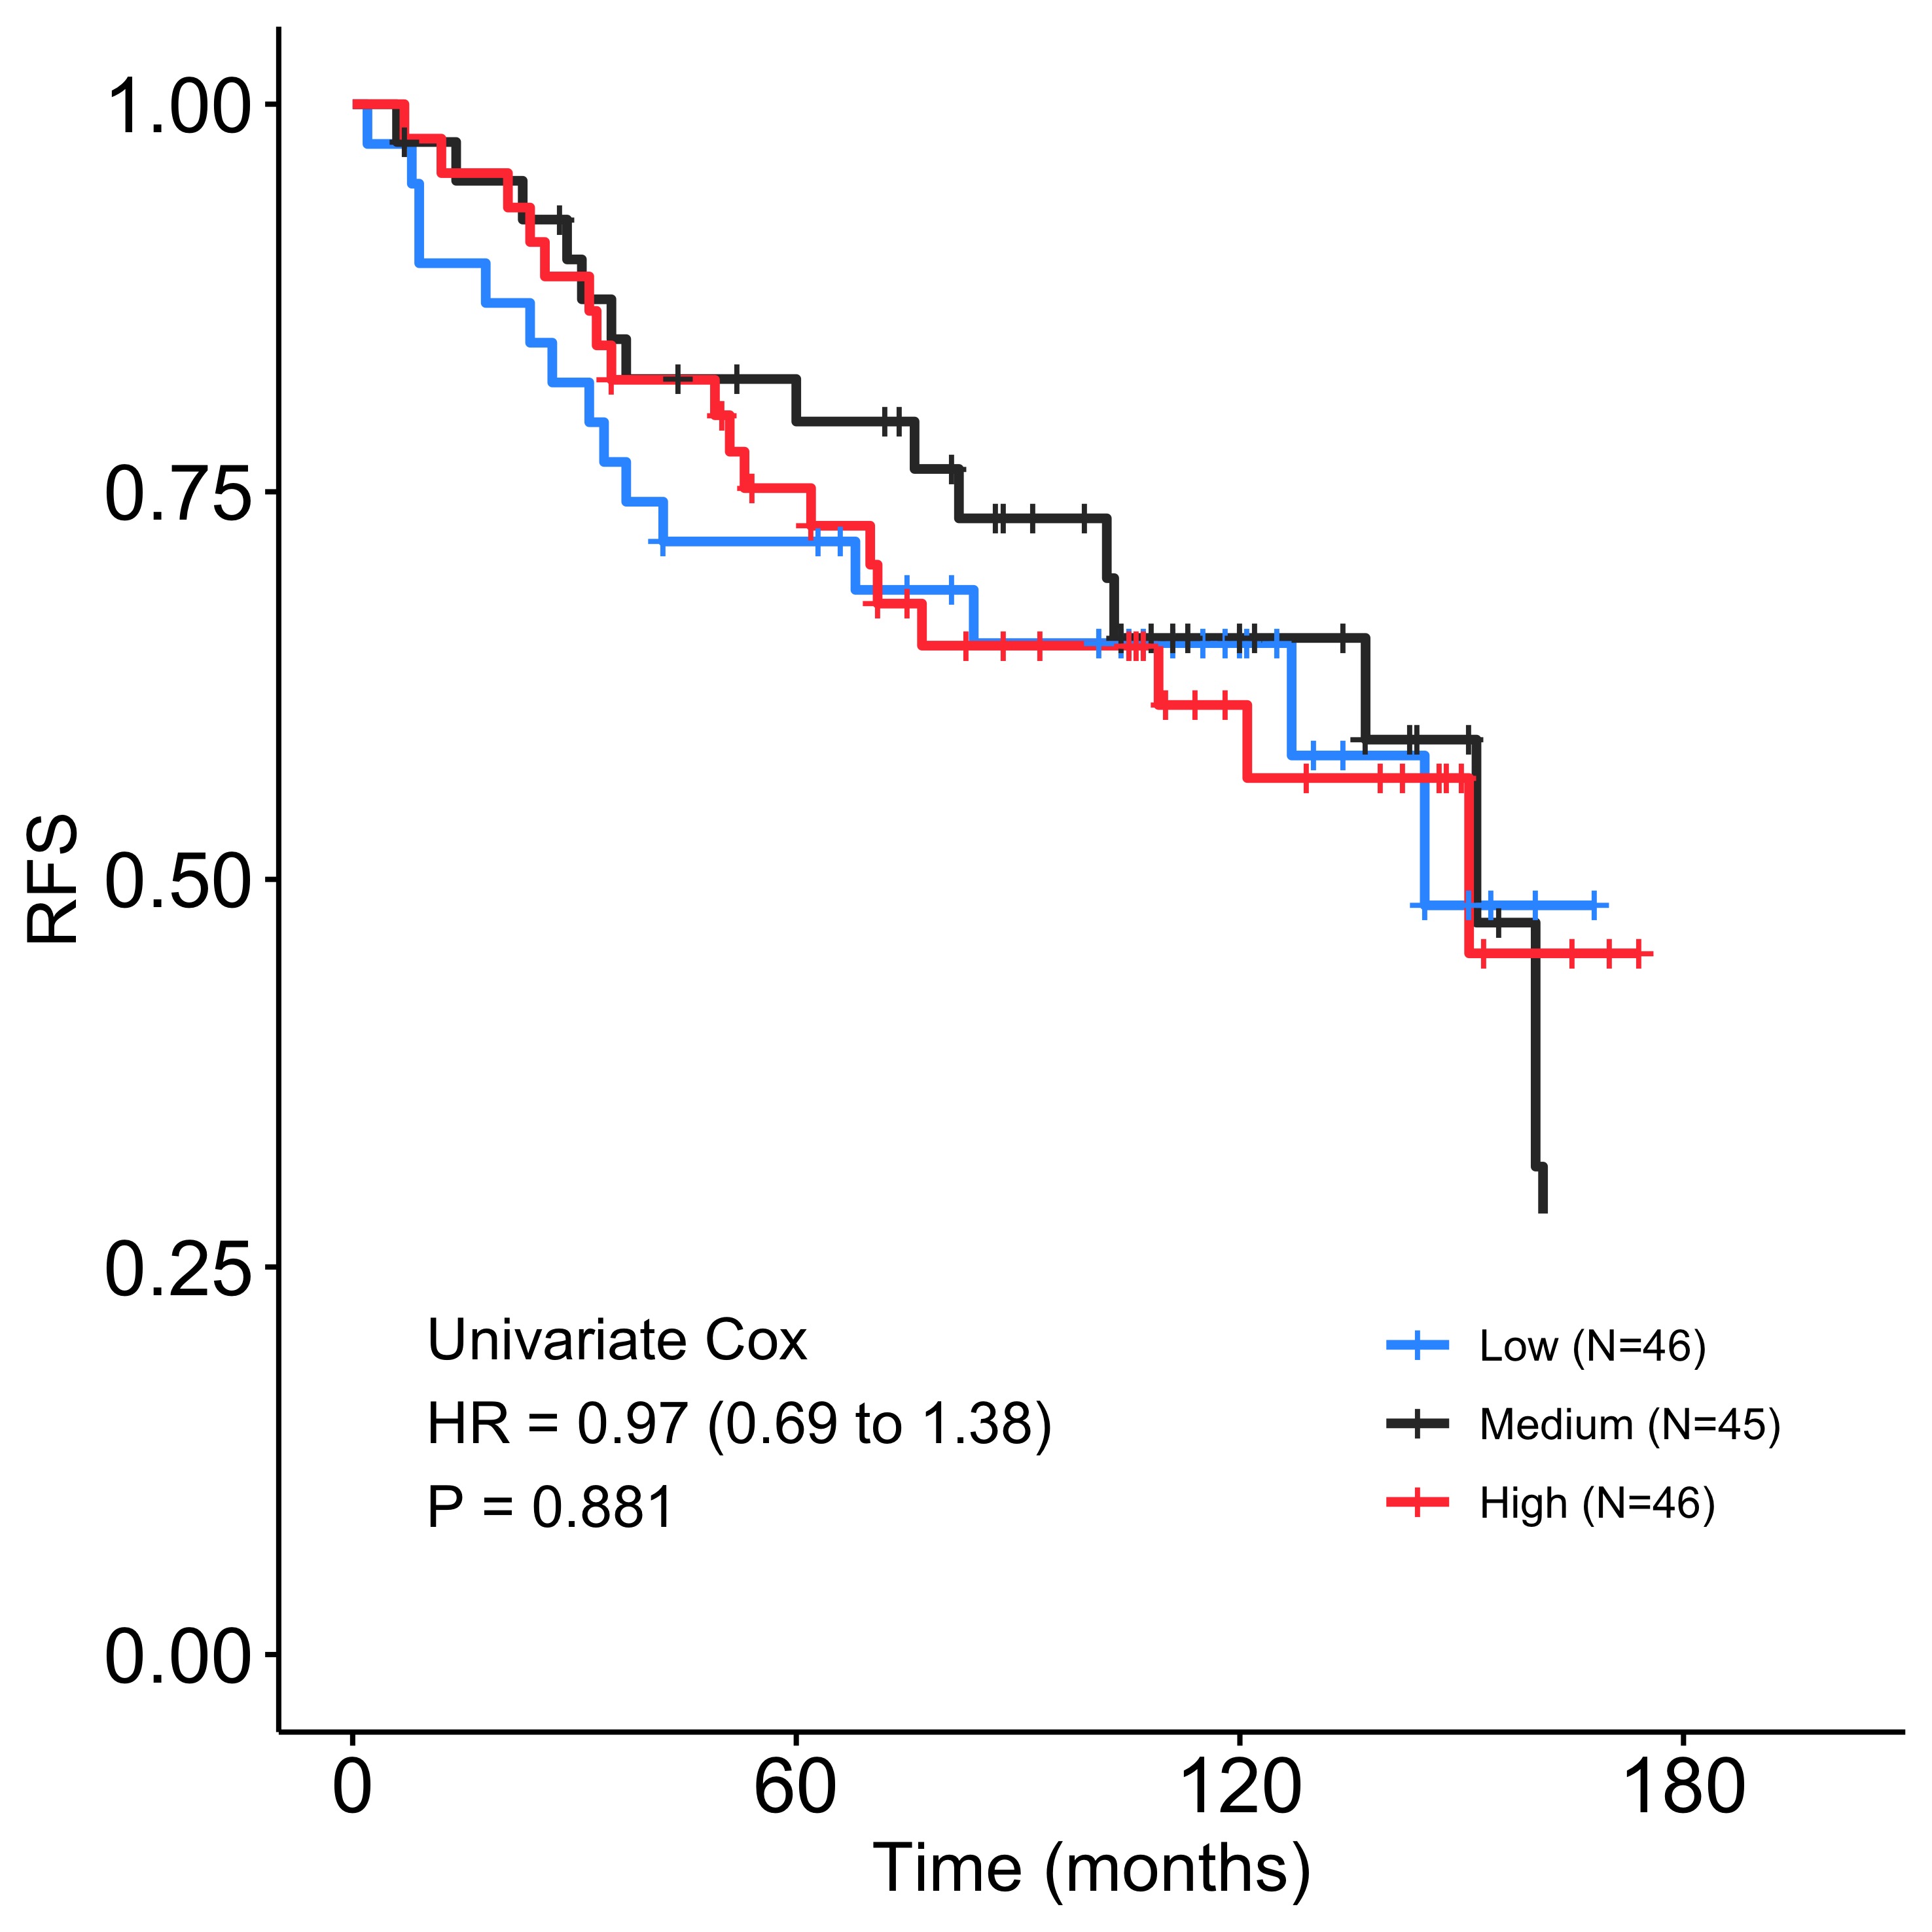 1.00
0.75
0.50
0.25
0.00
RFS
Univariate Cox
HR = 0.97 (0.69 to 1.38)
P = 0.881
Low (N=46)
Medium (N=45)
High (N=46)
0 60 120 180
Time (months)